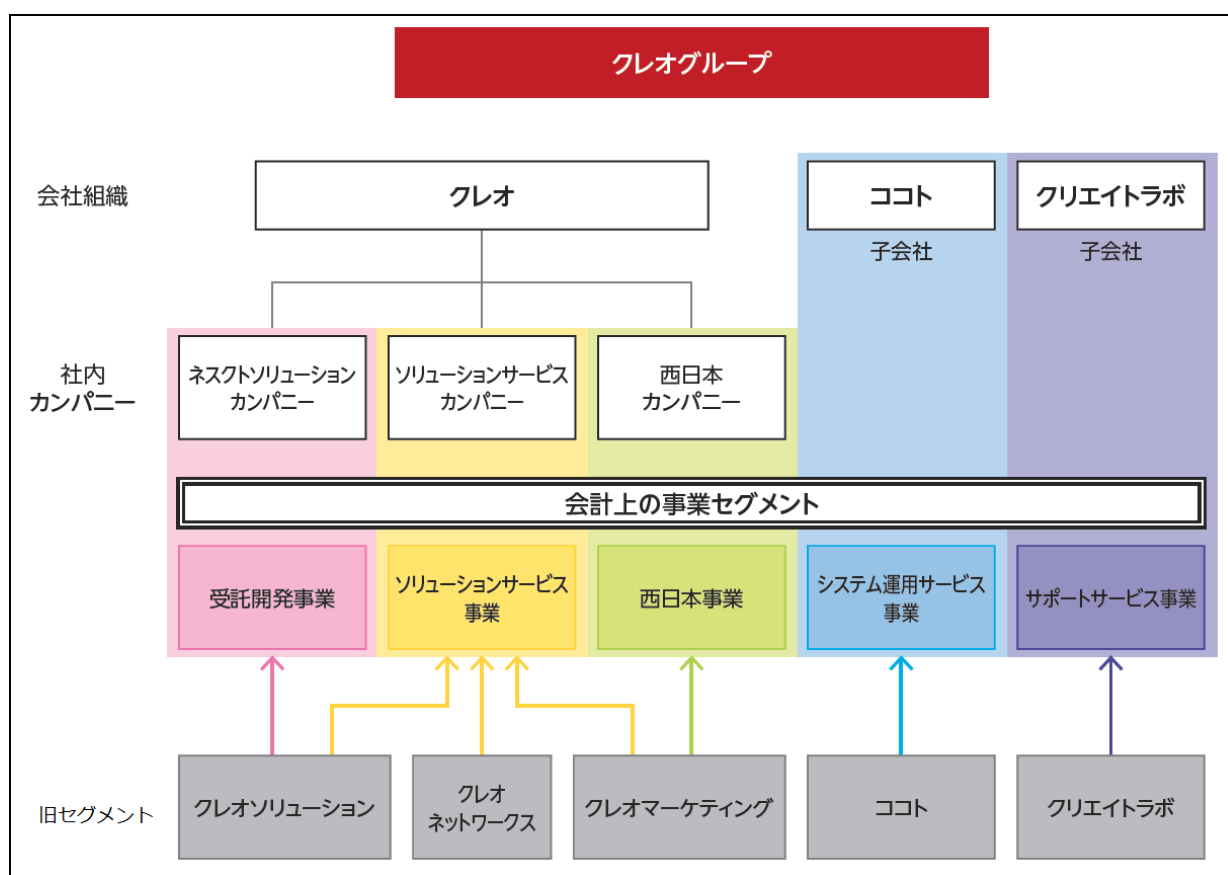 クレオグループ
会社組織
クレオ
ココト
クリエイトラボ
子会社
子会社
社内
カンパニー
ネスクトソリューション
カンパニー
ソリューションサービス
カンパニー
西日本
カンパニー
会計上の事業セグメント
受託開発事業
ソリューションサービス
事業
西日本事業
システム運用サービス
事業
サポートサービス事業
旧セグメント
クレオソリューション
クレオ
ネットワークス
クレオマーケティング
ココト
クリエイトラボ